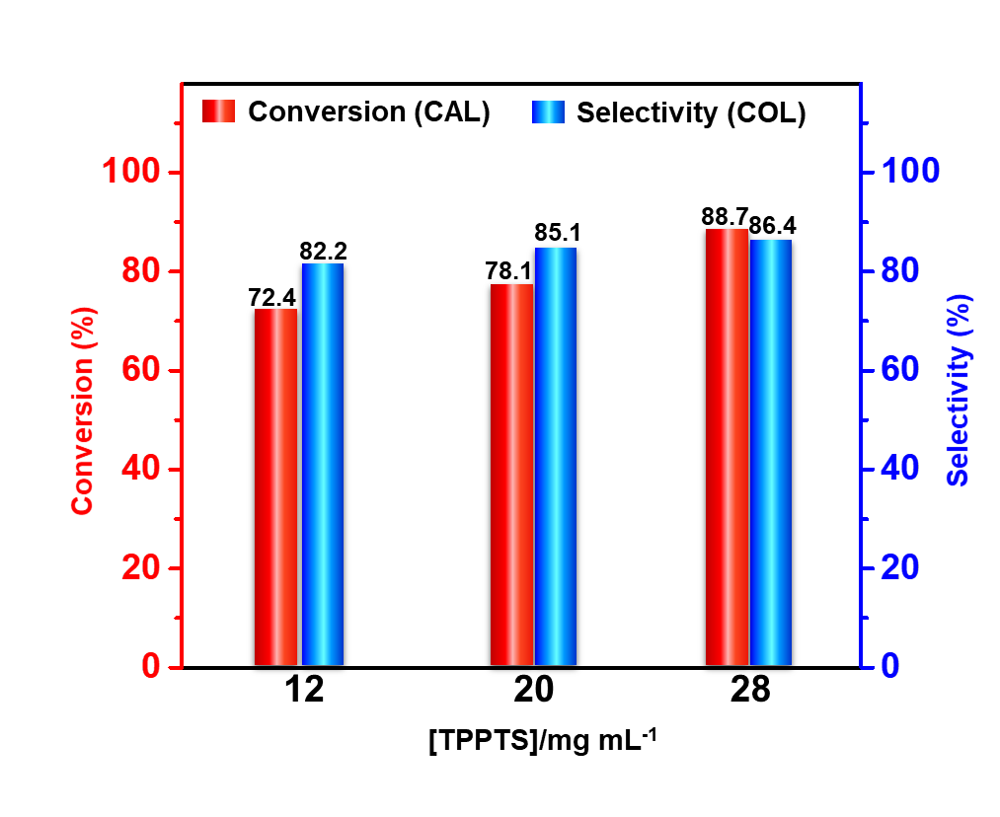 Conversion (CAL) Selectivity (COL)
100 100
88.7
86.4
85.1
82.2
80 78.1 80
72.4
60 60
40 40
20 20
0 0
Conversion (%)
Selectivity (%)
12 20 28
[TPPTS]/mg mL⁻¹